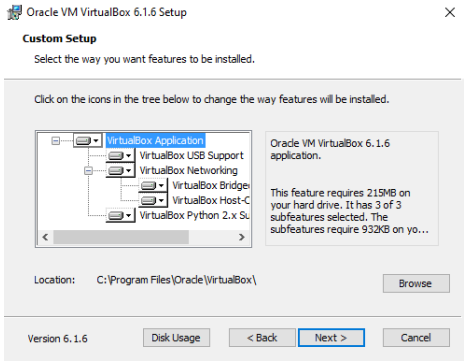 Oracle VM VirtualBox 6.1.6 Setup
Custom Setup
Select the way you want features to be installed.
Click on the icons in the tree below to change the way features will be installed.
VirtualBox Application
VirtualBox USB Support
VirtualBox Networking
VirtualBox Bridge
VirtualBox Host-C
VirtualBox Python 2.x Su
Oracle VM VirtualBox 6.1.6
application.
This feature requires 215MB on
your hard drive. It has 3 of 3
subfeatures selected. The
subfeatures require 932KB on yo...
Location: C:\Program Files\Oracle\VirtualBox\
Browse
Version 6.1.6
Disk Usage
< Back
Next >
Cancel